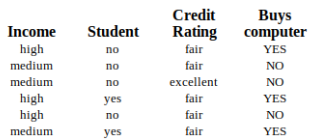 Income Student Credit Rating Buys computer
high no fair YES
medium no fair NO
medium no excellent NO
high yes fair YES
high no fair NO
medium yes fair YES